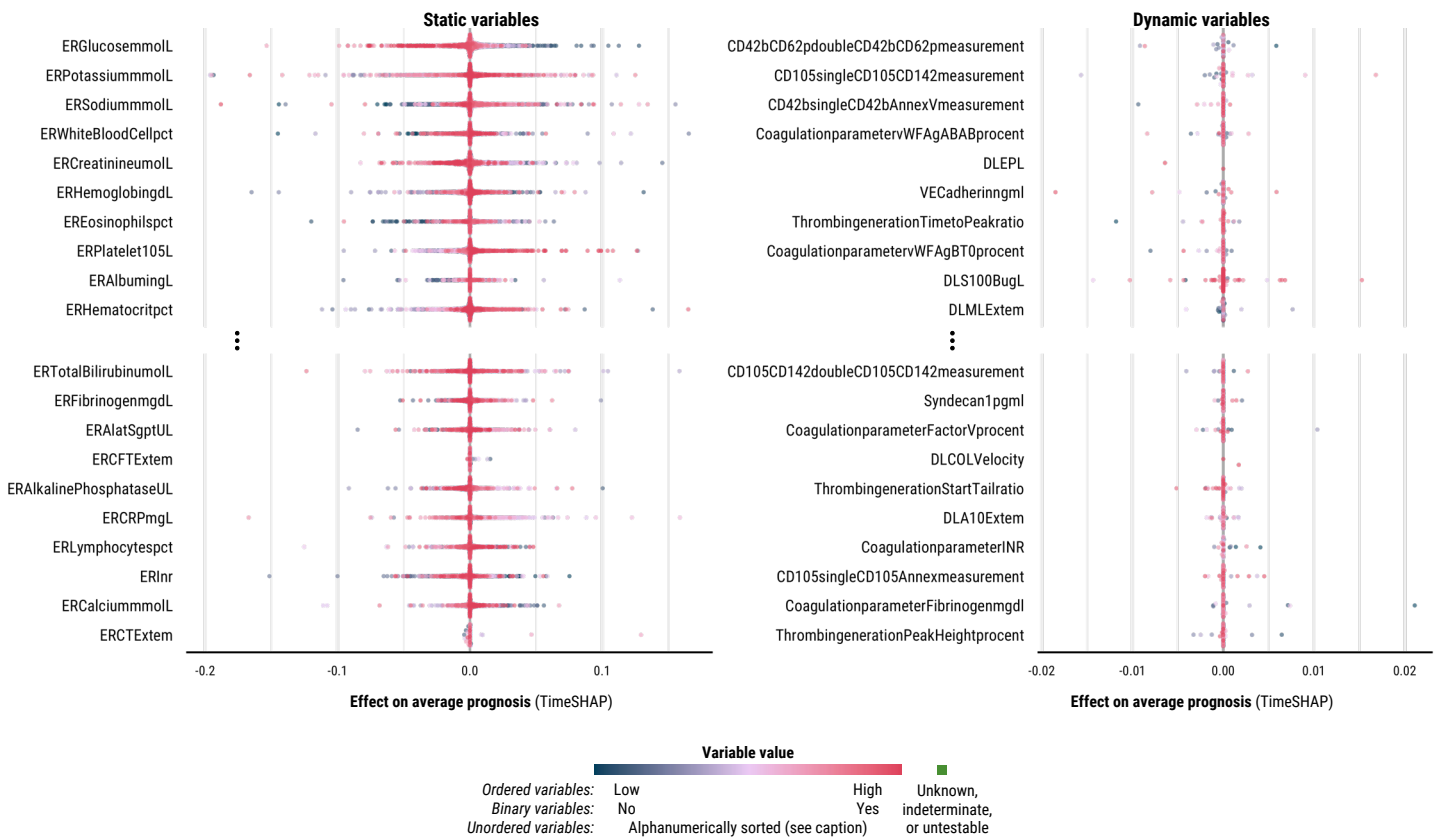 Static variables
ERGlucosemmolL
ERPotassiummmolL
ERSodiummmolL
ERWhiteBloodCellpct
ERCreatinineumolL
ERHemoglobingdL
EREosinophilspct
ERPlatelet105L
ERAlbumingL
ERHematocritpct
ERTotalBilirubinumolL
ERFibrinogenmgdL
ERAlatSgptUL
ERCFTExtem
ERAlkalinePhosphataseUL
ERCRPmgL
ERLymphocytespct
ERInr
ERCalciummmolL
ERCTExtem
-0.2 -0.1 0.0 0.1
Effect on average prognosis (TimeSHAP)
Dynamic variables
CD42bCD62pdoubleCD42bCD62pmeasurement
CD105singleCD105CD142measurement
CD42bsingleCD42bAnnexVmeasurement
CoagulationparametervWFAgABABprocent
DLEPL
VECadherinngml
ThrombingenerationTimetoPeakratio
CoagulationparametervWFAgBT0procent
DLS100BugL
DLMLExtem
CD105CD142doubleCD105CD142measurement
Syndecan1pgml
CoagulationparameterFactorVprocent
DLCOLVelocity
ThrombingenerationStartTailratio
DLA10Extem
CoagulationparameterINR
CD105singleCD105Annexmeasurement
CoagulationparameterFibrinogenmgdl
ThrombingenerationPeakHeightprocent
-0.02 -0.01 0.00 0.01 0.02
Effect on average prognosis (TimeSHAP)
Variable value
Ordered variables: Low High
Binary variables: No Yes
Unordered variables: Alphanumerically sorted (see caption)
Unknown,
indeterminate,
or untestable